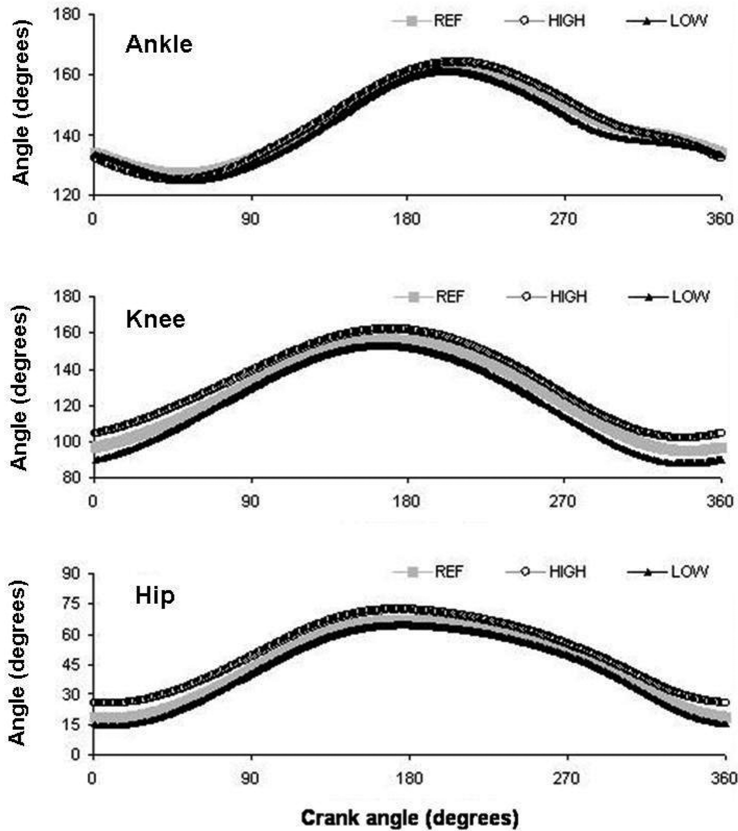 Ankle
Angle (degrees)
180
160
140
120
REF HIGH LOW
0 90 180 270 360
Knee
Angle (degrees)
180
160
140
120
100
80
REF HIGH LOW
0 90 180 270 360
Hip
Angle (degrees)
90
75
60
45
30
15
0
REF HIGH LOW
0 90 180 270 360
Crank angle (degrees)